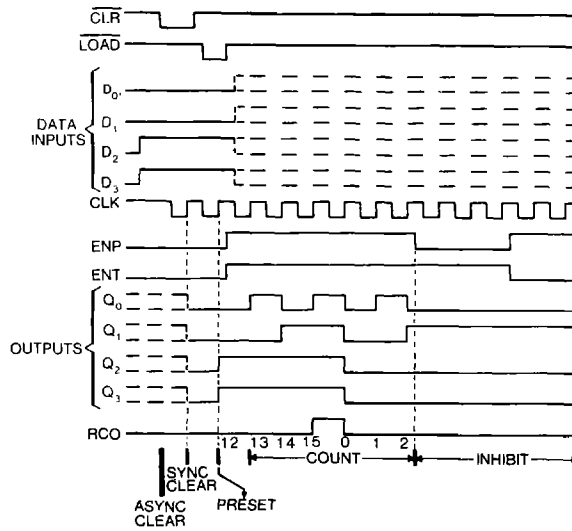 CLR
LOAD
D0
D1
DATA INPUTS
D2
D3
CLK
ENP
ENT
Q0
Q1
OUTPUTS
Q2
Q3
RCO
12 13 14 15 0 1 2
COUNT
INHIBIT
SYNC CLEAR
PRESET
ASYNC CLEAR